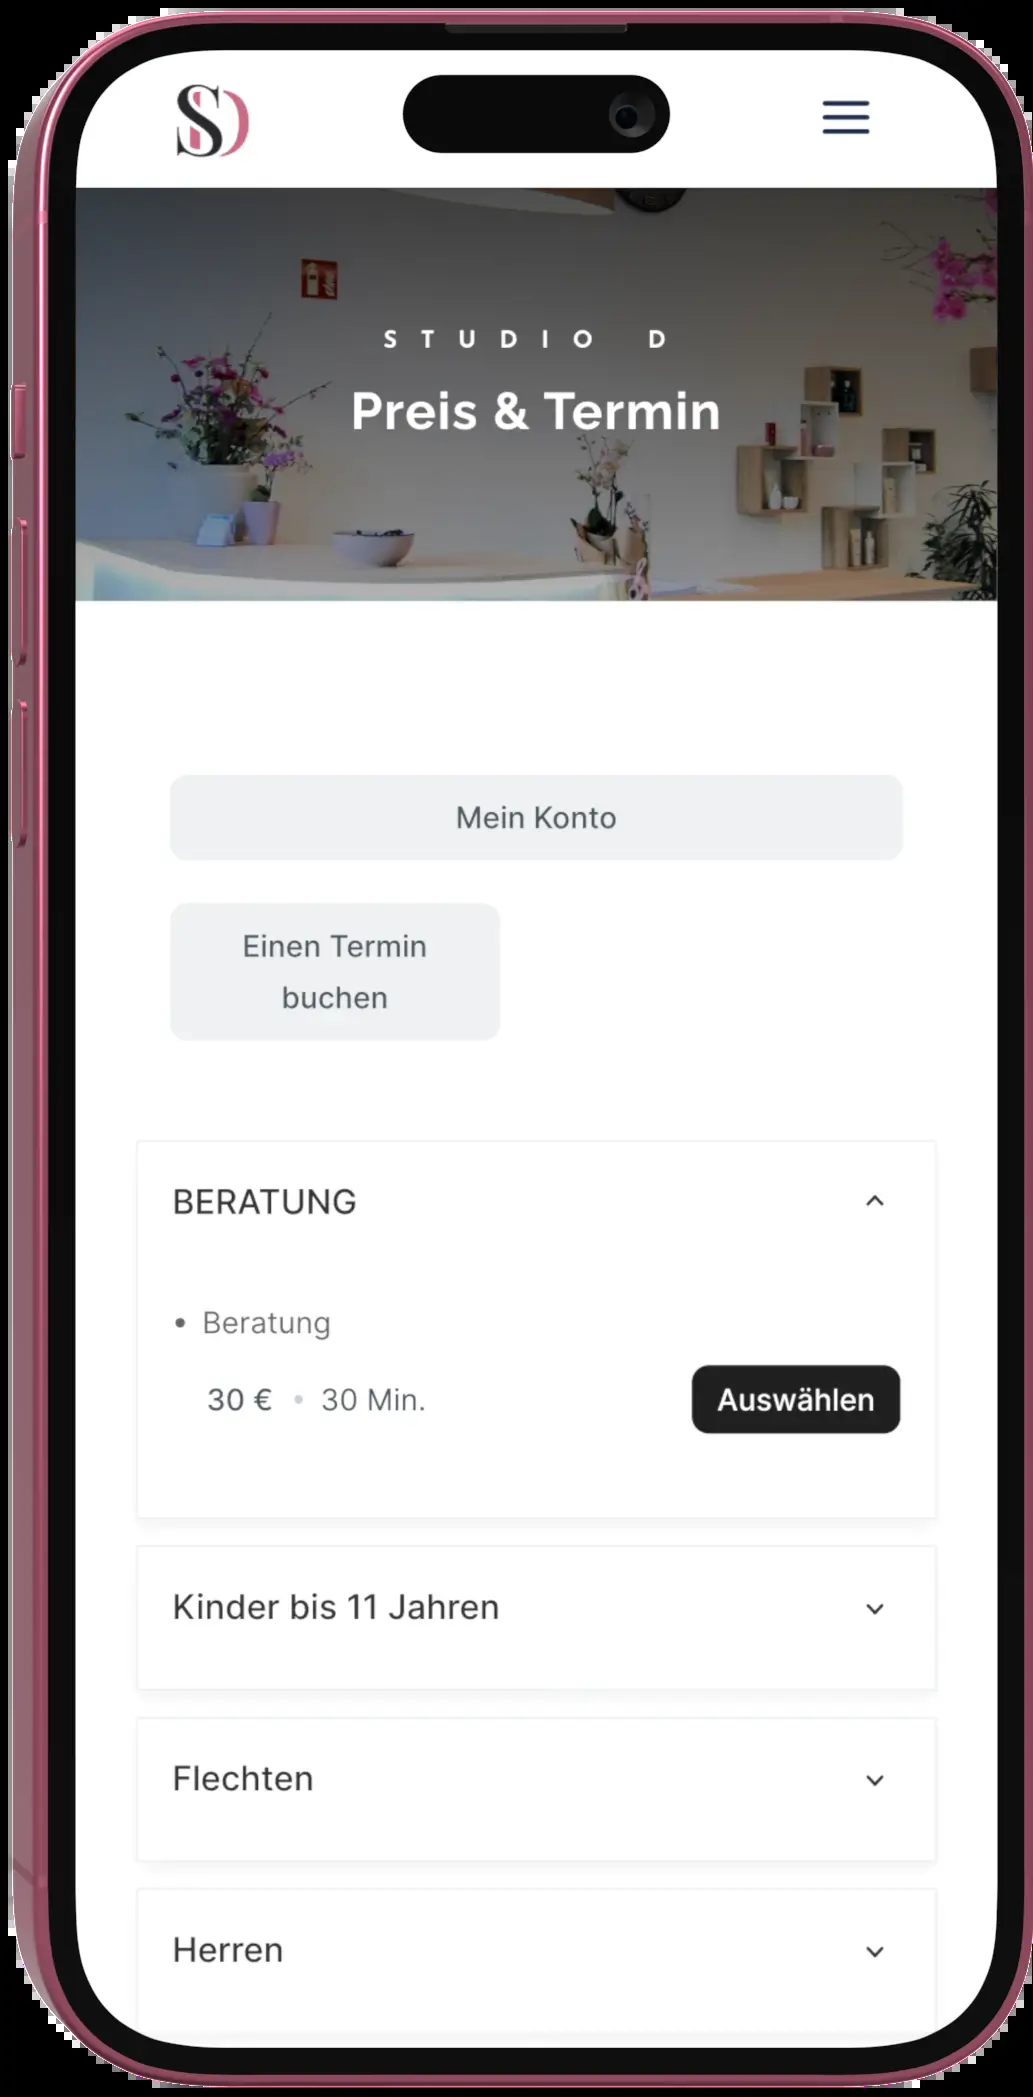 SD
STUDIO D
Preis & Termin
Mein Konto
Einen Termin
buchen
BERATUNG
• Beratung
30 € • 30 Min.
Auswählen
Kinder bis 11 Jahren
Flechten
Herren